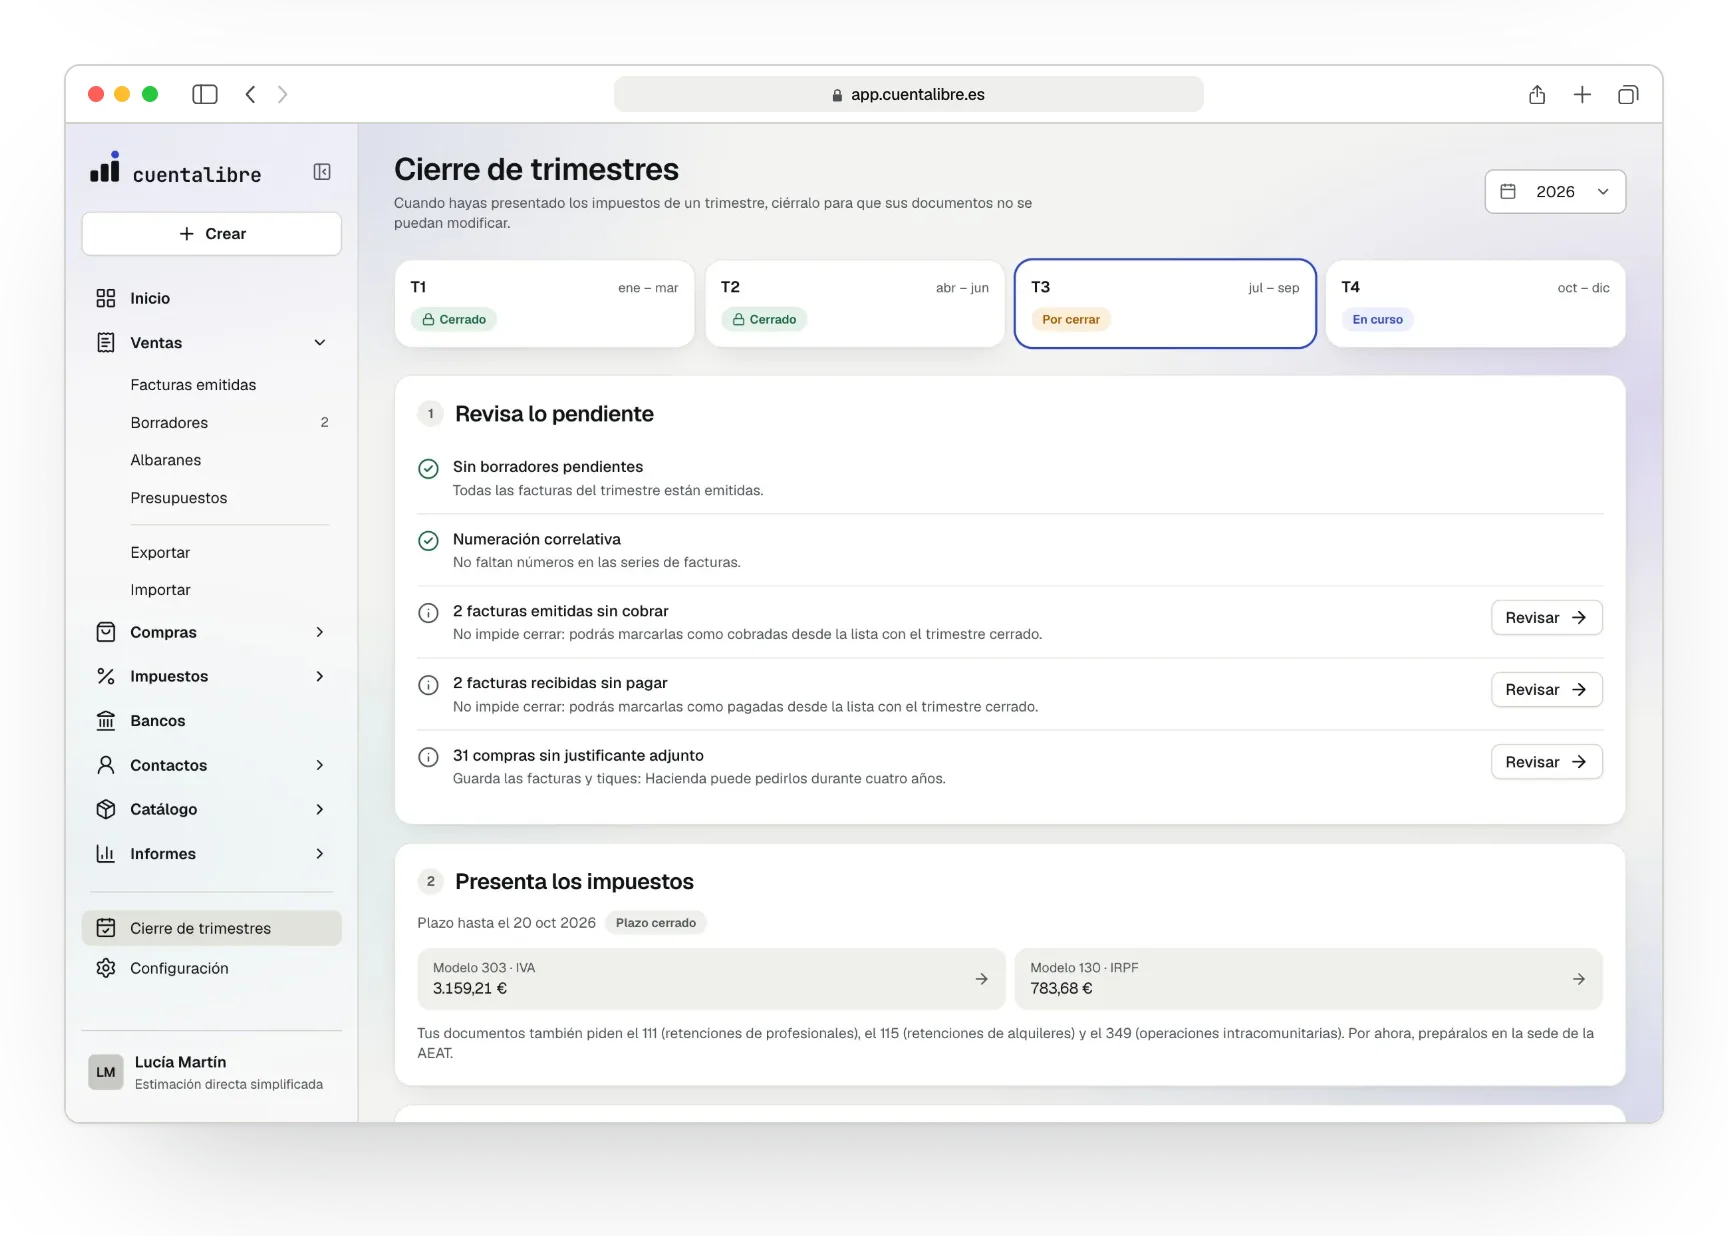 app.cuentalibre.es
cuentalibre
Crear
Inicio
Ventas
Facturas emitidas
Borradores 2
Albaranes
Presupuestos
Exportar
Importar
Compras
Impuestos
Bancos
Contactos
Catálogo
Informes
Cierre de trimestres
Configuración
LM
Lucía Martín
Estimación directa simplificada
Cierre de trimestres
Cuando hayas presentado los impuestos de un trimestre, ciérralo para que sus documentos no se
puedan modificar.
2026
T1 ene – mar
Cerrado
T2 abr – jun
Cerrado
T3 jul – sep
Por cerrar
T4 oct – dic
En curso
1 Revisa lo pendiente
Sin borradores pendientes
Todas las facturas del trimestre están emitidas.
Numeración correlativa
No faltan números en las series de facturas.
2 facturas emitidas sin cobrar
No impide cerrar: podrás marcarlas como cobradas desde la lista con el trimestre cerrado.
Revisar
2 facturas recibidas sin pagar
No impide cerrar: podrás marcarlas como pagadas desde la lista con el trimestre cerrado.
Revisar
31 compras sin justificante adjunto
Guarda las facturas y tiques: Hacienda puede pedirlos durante cuatro años.
Revisar
2 Presenta los impuestos
Plazo hasta el 20 oct 2026 Plazo cerrado
Modelo 303 · IVA
3.159,21 €
Modelo 130 · IRPF
783,68 €
Tus documentos también piden el 111 (retenciones de profesionales), el 115 (retenciones de alquileres) y el 349 (operaciones intracomunitarias). Por ahora, prepáralos en la sede de la
AEAT.